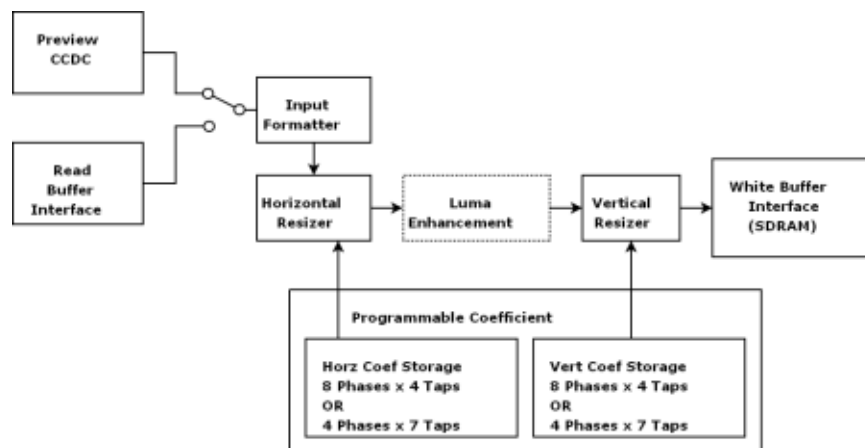 Preview
CCDC
Read
Buffer
Interface
Input
Formatter
Horizontal
Resizer
Luma
Enhancement
Vertical
Resizer
White Buffer
Interface
(SDRAM)
Programmable Coefficient
Horz Coef Storage
8 Phases x 4 Taps
OR
4 Phases x 7 Taps
Vert Coef Storage
8 Phases x 4 Taps
OR
4 Phases x 7 Taps